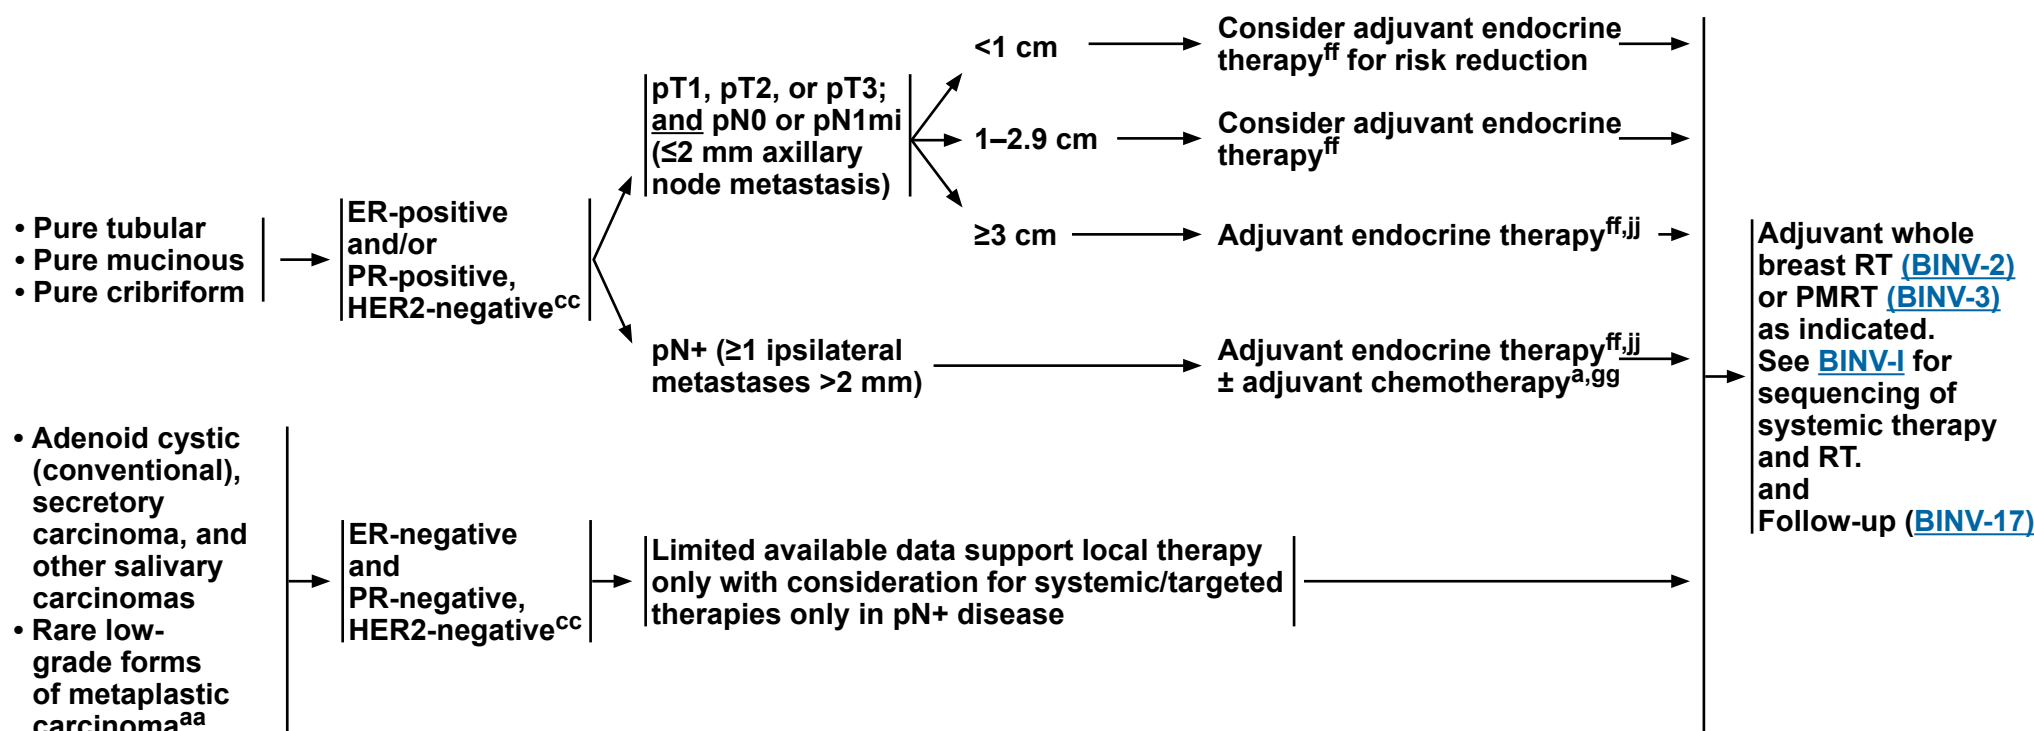 • Pure tubular
• Pure mucinous
• Pure cribriform
ER-positive
and/or
PR-positive,
HER2-negativecc
pT1, pT2, or pT3;
and pN0 or pN1mi
(≤2 mm axillary
node metastasis)
<1 cm
Consider adjuvant endocrine
therapyff for risk reduction
1–2.9 cm
Consider adjuvant endocrine
therapyff
≥3 cm
Adjuvant endocrine therapyff,jj
pN+ (≥1 ipsilateral
metastases >2 mm)
Adjuvant endocrine therapyff,jj
± adjuvant chemotherapya,gg
• Adenoid cystic
(conventional),
secretory
carcinoma, and
other salivary
carcinomas
• Rare low-
grade forms
of metaplastic
carcinomaaa
ER-negative
and
PR-negative,
HER2-negativecc
Limited available data support local therapy
only with consideration for systemic/targeted
therapies only in pN+ disease
Adjuvant whole
breast RT (BINV-2)
or PMRT (BINV-3)
as indicated.
See BINV-I for
sequencing of
systemic therapy
and RT.
and
Follow-up (BINV-17)